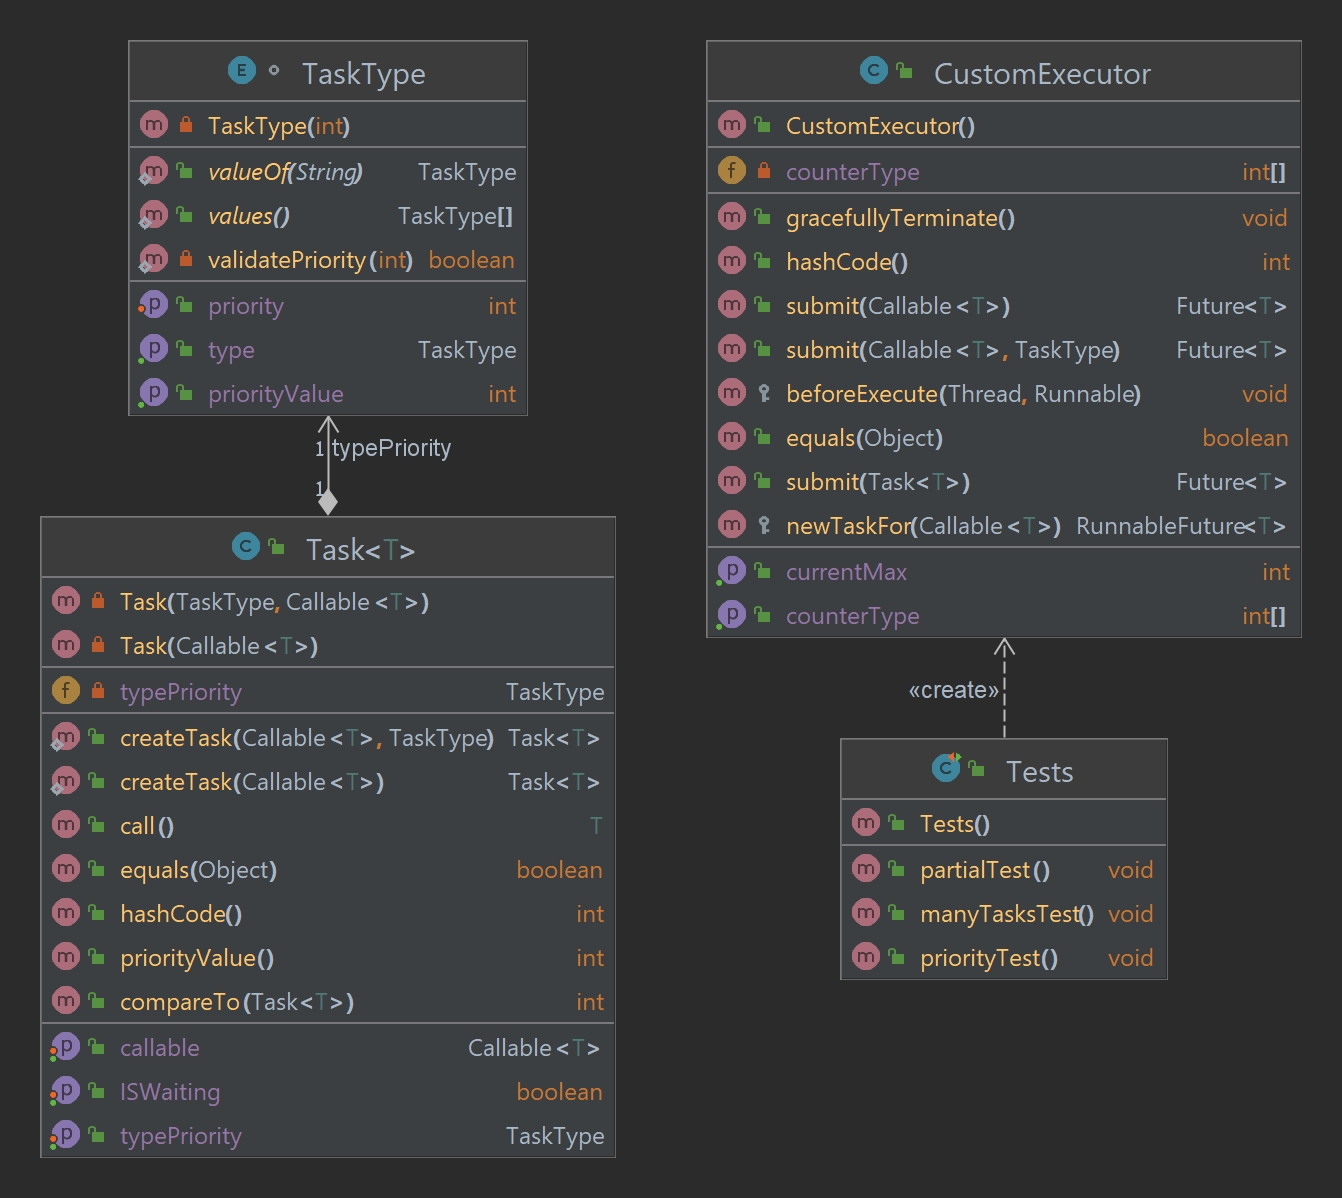 TaskType
TaskType(int)
valueOf(String) TaskType
values() TaskType[]
validatePriority(int) boolean
priority int
type TaskType
priorityValue int
1 typePriority
1
Task<T>
Task(TaskType, Callable<T>)
Task(Callable<T>)
typePriority TaskType
createTask(Callable<T>, TaskType) Task<T>
createTask(Callable<T>) Task<T>
call() T
equals(Object) boolean
hashCode() int
priorityValue() int
compareTo(Task<T>) int
callable Callable<T>
ISWaiting boolean
typePriority TaskType
CustomExecutor
CustomExecutor()
counterType int[]
gracefullyTerminate() void
hashCode() int
submit(Callable<T>) Future<T>
submit(Callable<T>, TaskType) Future<T>
beforeExecute(Thread, Runnable) void
equals(Object) boolean
submit(Task<T>) Future<T>
newTaskFor(Callable<T>) RunnableFuture<T>
currentMax int
counterType int[]
«create»
Tests
Tests()
partialTest() void
manyTasksTest() void
priorityTest() void